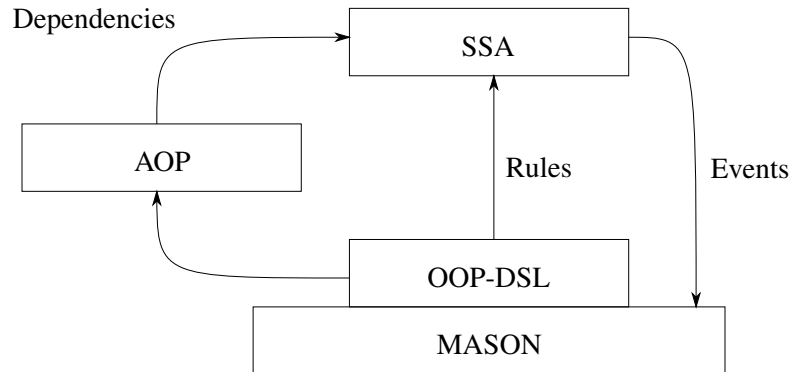 Dependencies
SSA
AOP
Rules
Events
OOP-DSL
MASON